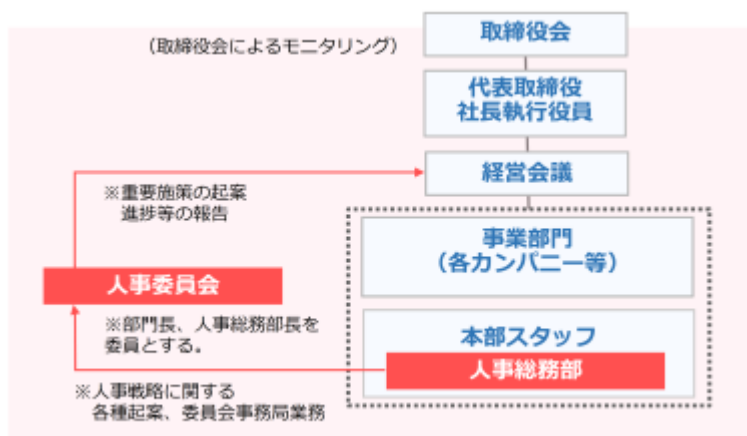 取締役会
（取締役会によるモニタリング）
代表取締役
社長執行役員
経営会議
※重要施策の起案
進捗等の報告
事業部門
（各カンパニー等）
人事委員会
※部門長、人事総務部長を
委員とする。
本部スタッフ
人事総務部
※人事戦略に関する
各種起案、委員会事務局業務